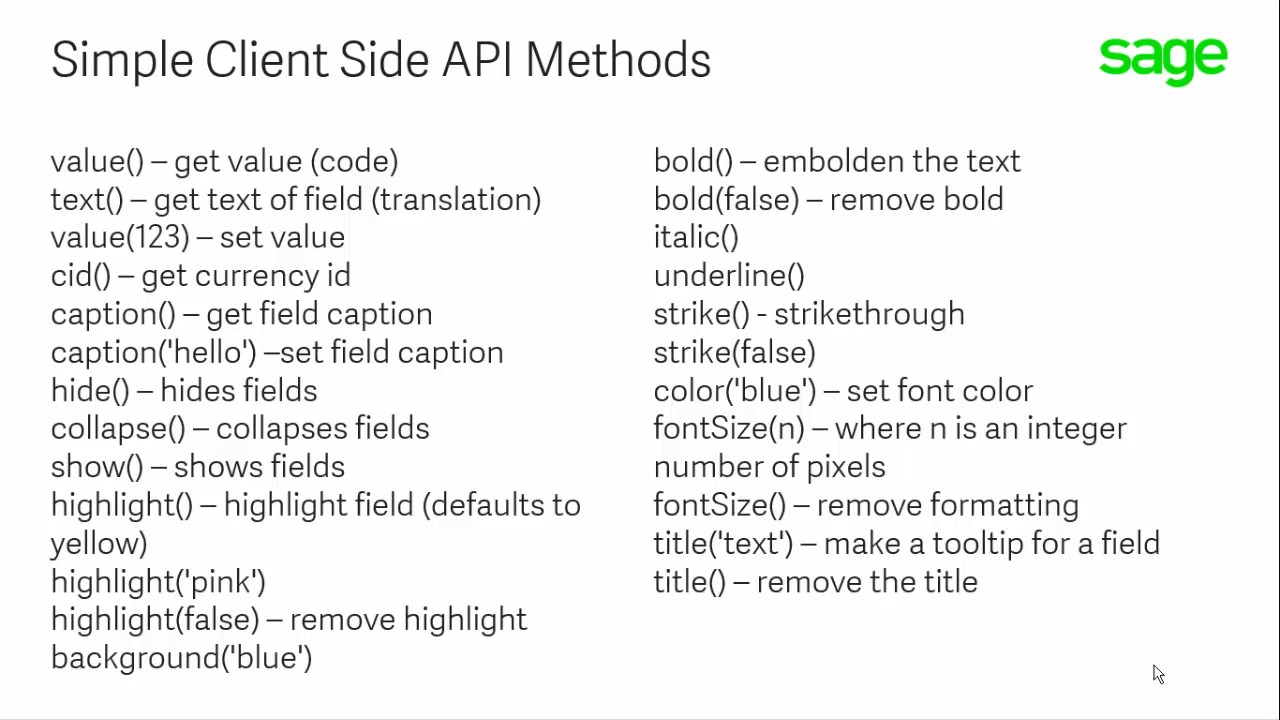 Simple Client Side API Methods
sage
value() – get value (code)
text() – get text of field (translation)
value(123) – set value
cid() – get currency id
caption() – get field caption
caption('hello') –set field caption
hide() – hides fields
collapse() – collapses fields
show() – shows fields
highlight() – highlight field (defaults to
yellow)
highlight('pink')
highlight(false) – remove highlight
background('blue')
bold() – embolden the text
bold(false) – remove bold
italic()
underline()
strike() - strikethrough
strike(false)
color('blue') – set font color
fontSize(n) – where n is an integer
number of pixels
fontSize() – remove formatting
title('text') – make a tooltip for a field
title() – remove the title